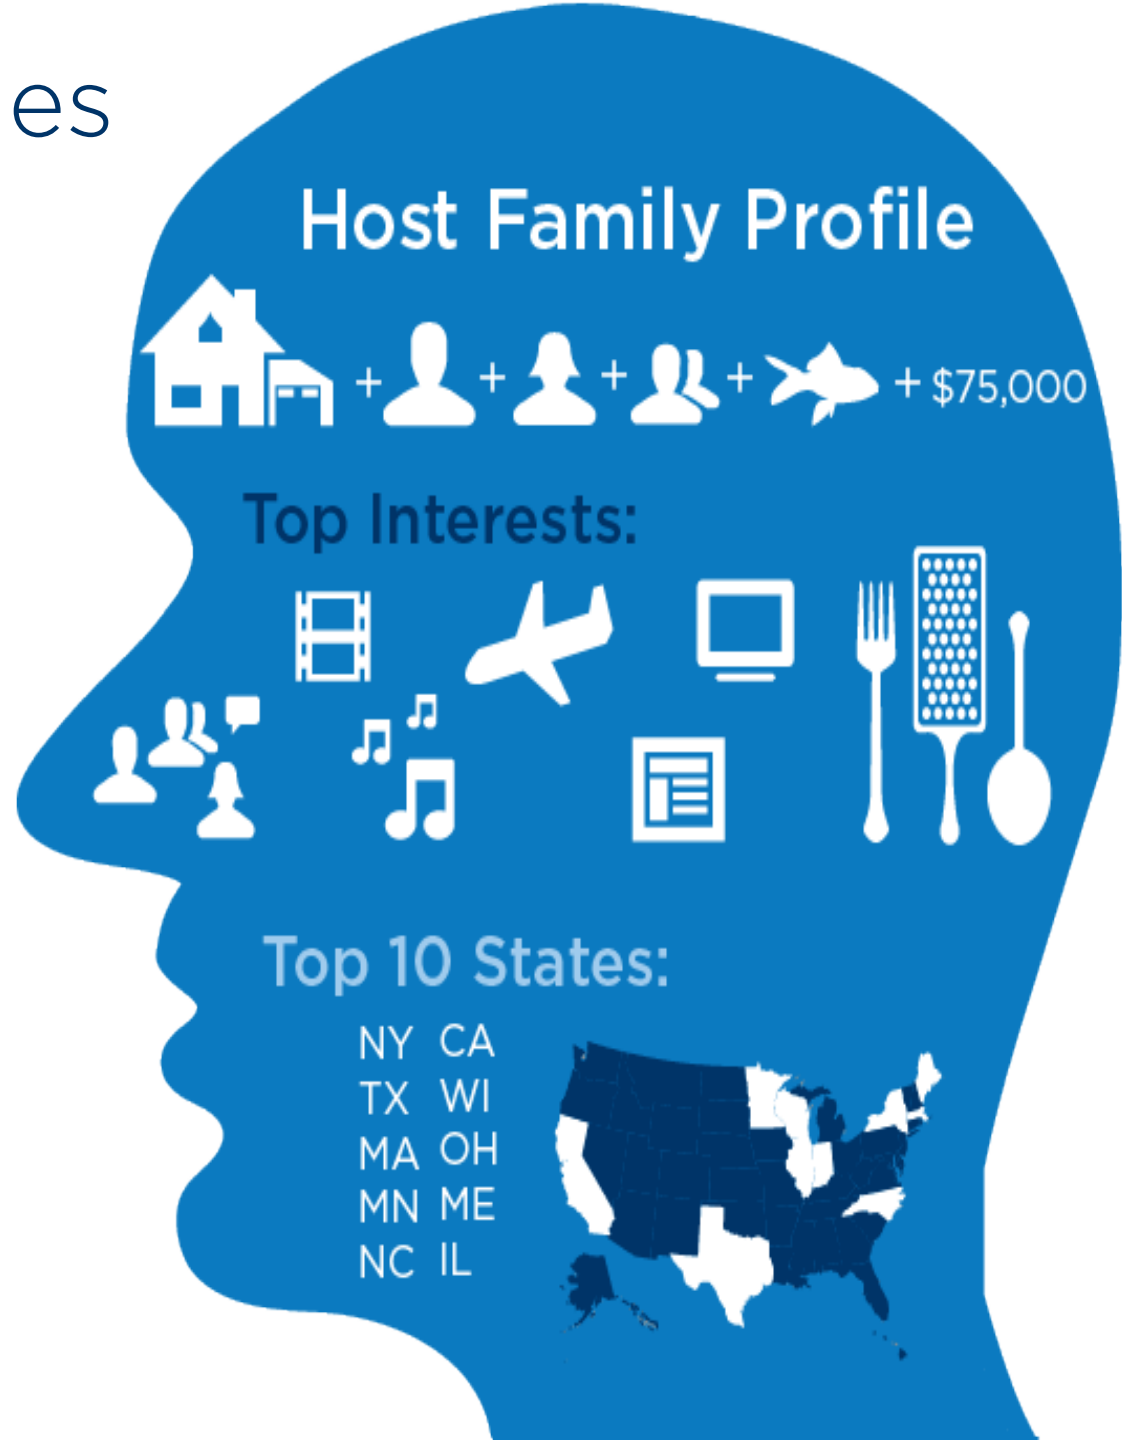 es
Host Family Profile
+ + + + + $75,000
Top Interests:
Top 10 States:
NY CA
TX WI
MA OH
MN ME
NC IL